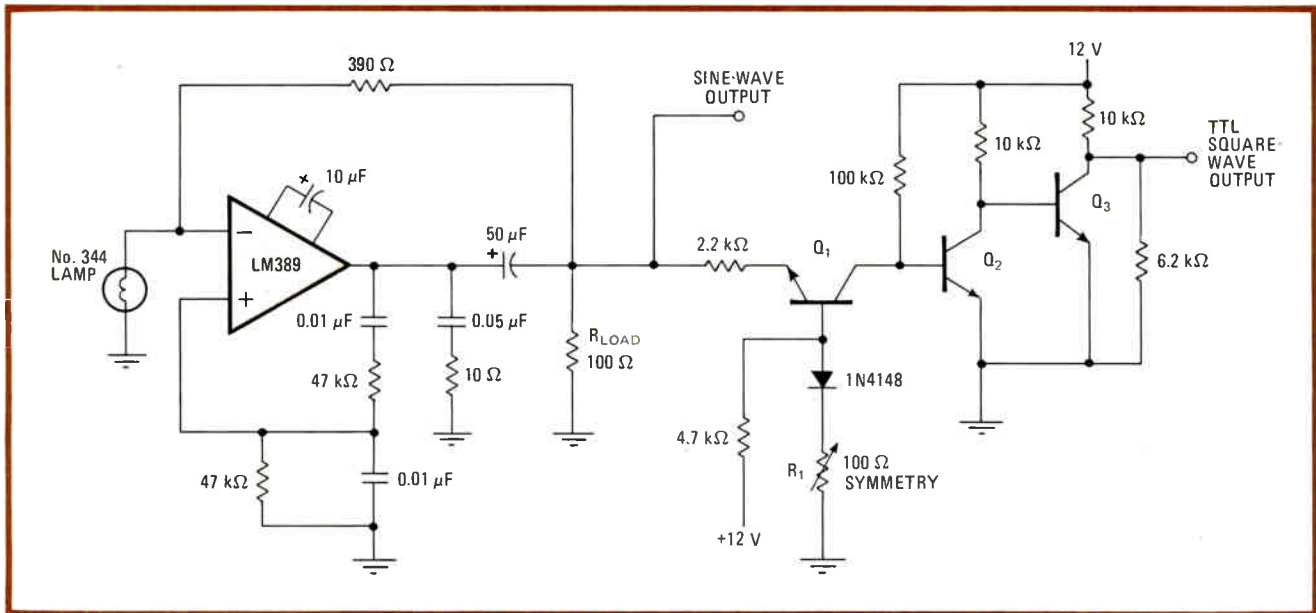 390 Ω
SINE-WAVE
OUTPUT
12 V
10 kΩ
10 kΩ
TTL
SQUARE-
WAVE
OUTPUT
100 kΩ
+ 10 μF
No. 344
LAMP
−
LM389
+
50 μF
+
2.2 kΩ
Q1
Q2
Q3
6.2 kΩ
0.01 μF
0.05 μF
RLOAD
100 Ω
47 kΩ
10 Ω
1N4148
4.7 kΩ
47 kΩ
0.01 μF
R1
100 Ω
SYMMETRY
+12 V